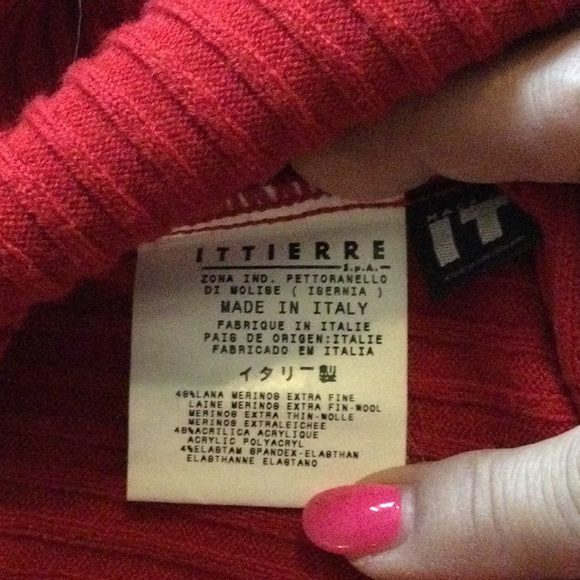 ITTIERRE
S.p.A.
ZONA IND. PETTORANELLO
DI MOLISE ( ISERNIA )
MADE IN ITALY
FABRIQUE IN ITALIE
PAIS DE ORIGEN:ITALIE
FABRICADO EM ITALIA
イタリー製
48%LANA MERINOS EXTRA FINE
LAINE MERINOS EXTRA FIN-WOOL
MERINOS EXTRA THIN-WOLLE
MERINOS EXTRALEICHEE
48%ACRILICA ACRYLIQUE
ACRYLIC POLYACRYL
4%ELASTAM SPANDEX-ELASTHAN
ELASTHANNE ELASTANO
IT